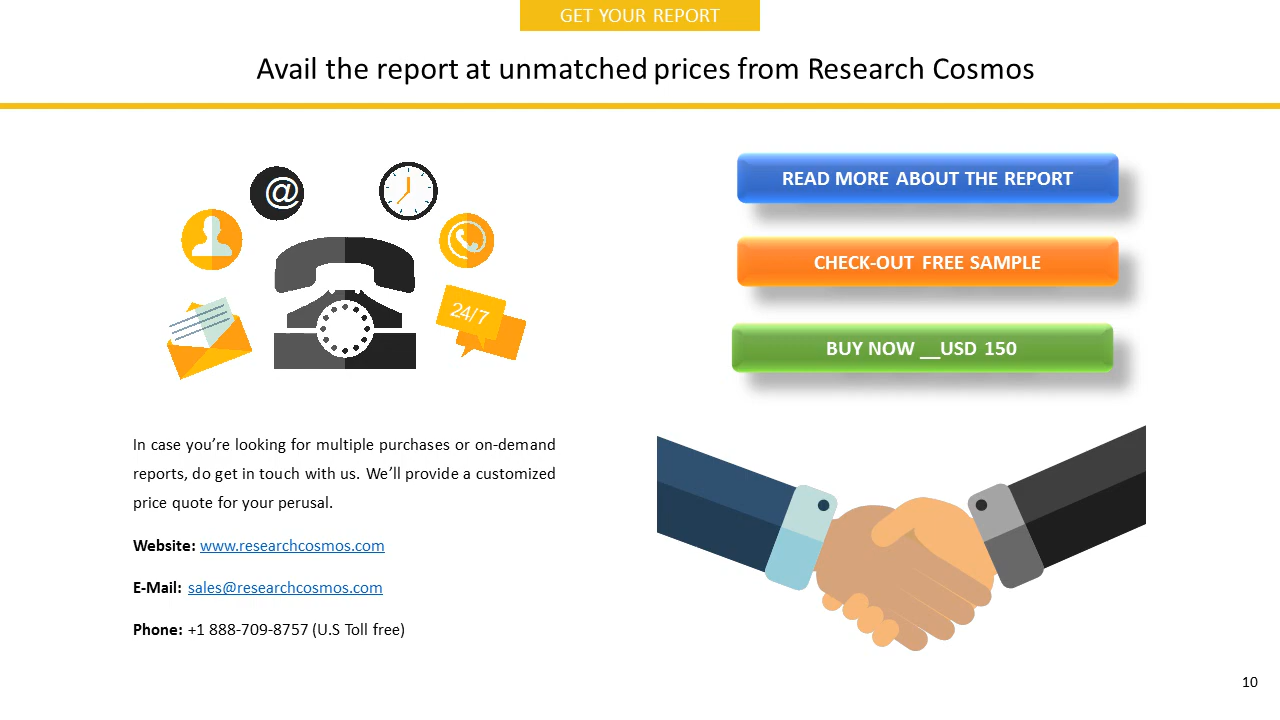 GET YOUR REPORT
Avail the report at unmatched prices from Research Cosmos
@
24/7
READ MORE ABOUT THE REPORT
CHECK-OUT FREE SAMPLE
BUY NOW __USD 150
In case you’re looking for multiple purchases or on-demand
reports, do get in touch with us. We’ll provide a customized
price quote for your perusal.
Website: www.researchcosmos.com
E-Mail: sales@researchcosmos.com
Phone: +1 888-709-8757 (U.S Toll free)
10